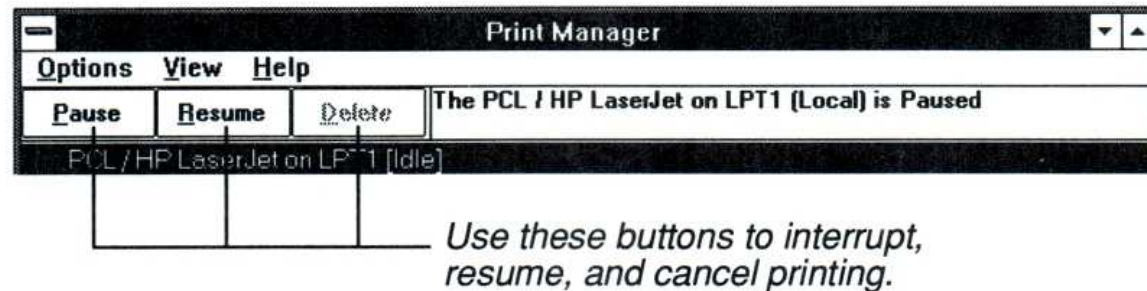 Print Manager
Options View Help
Pause Resume Delete The PCL / HP LaserJet on LPT1 (Local) is Paused
PCL / HP LaserJet on LPT1 [Idle]
Use these buttons to interrupt,
resume, and cancel printing.